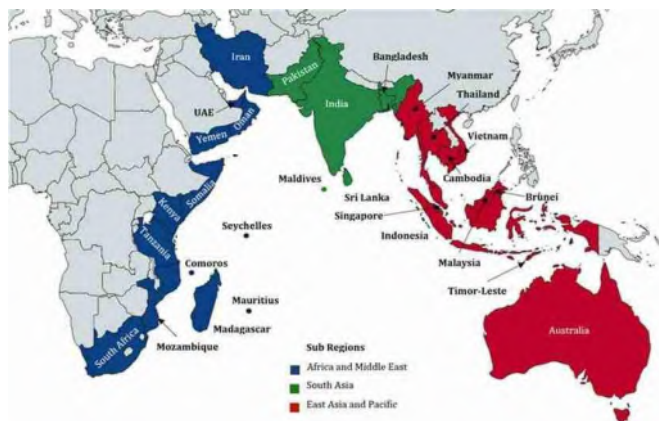 Iran
Pakistan
Bangladesh
Myanmar
Thailand
UAE
Oman
India
Yemen
Vietnam
Somalia
Maldives
Cambodia
Kenya
Sri Lanka
Brunei
Singapore
Seychelles
Tanzania
Indonesia
Malaysia
Comoros
Timor-Leste
Mauritius
Madagascar
Australia
South Africa
Mozambique
Sub Regions
Africa and Middle East
South Asia
East Asia and Pacific